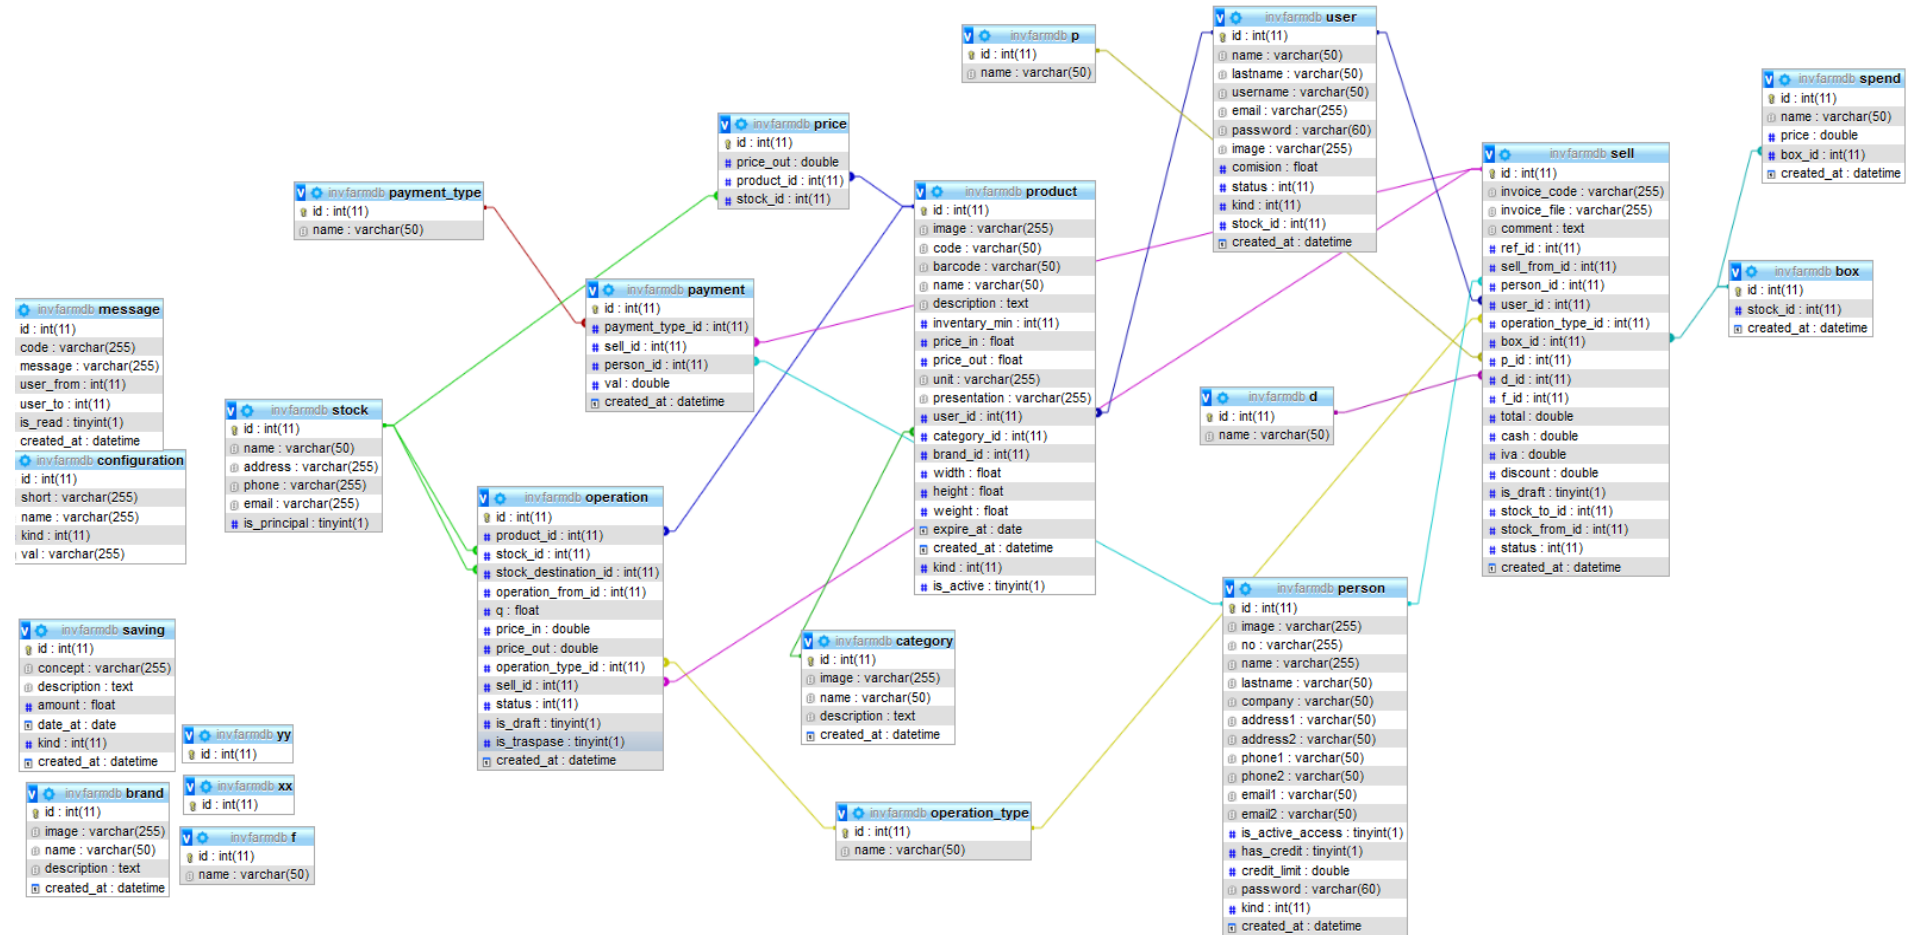 invfarmdb p
id : int(11)
name : varchar(50)
invfarmdb user
id : int(11)
name : varchar(50)
lastname : varchar(50)
username : varchar(50)
email : varchar(255)
password : varchar(60)
image : varchar(255)
comision : float
status : int(11)
kind : int(11)
stock_id : int(11)
created_at : datetime
invfarmdb spend
id : int(11)
name : varchar(50)
price : double
box_id : int(11)
created_at : datetime
invfarmdb price
id : int(11)
price_out : double
product_id : int(11)
stock_id : int(11)
invfarmdb payment_type
id : int(11)
name : varchar(50)
invfarmdb product
id : int(11)
image : varchar(255)
code : varchar(50)
barcode : varchar(50)
name : varchar(50)
description : text
inventary_min : int(11)
price_in : float
price_out : float
unit : varchar(255)
presentation : varchar(255)
user_id : int(11)
category_id : int(11)
brand_id : int(11)
width : float
height : float
weight : float
expire_at : date
created_at : datetime
kind : int(11)
is_active : tinyint(1)
invfarmdb sell
id : int(11)
invoice_code : varchar(255)
invoice_file : varchar(255)
comment : text
ref_id : int(11)
sell_from_id : int(11)
person_id : int(11)
user_id : int(11)
operation_type_id : int(11)
box_id : int(11)
p_id : int(11)
d_id : int(11)
f_id : int(11)
total : double
cash : double
iva : double
discount : double
is_draft : tinyint(1)
stock_to_id : int(11)
stock_from_id : int(11)
status : int(11)
created_at : datetime
invfarmdb box
id : int(11)
stock_id : int(11)
created_at : datetime
invfarmdb payment
id : int(11)
payment_type_id : int(11)
sell_id : int(11)
person_id : int(11)
val : double
created_at : datetime
invfarmdb message
id : int(11)
code : varchar(255)
message : varchar(255)
user_from : int(11)
user_to : int(11)
is_read : tinyint(1)
created_at : datetime
invfarmdb configuration
id : int(11)
short : varchar(255)
name : varchar(255)
kind : int(11)
val : varchar(255)
invfarmdb stock
id : int(11)
name : varchar(50)
address : varchar(255)
phone : varchar(255)
email : varchar(255)
is_principal : tinyint(1)
invfarmdb d
id : int(11)
name : varchar(50)
invfarmdb operation
id : int(11)
product_id : int(11)
stock_id : int(11)
stock_destination_id : int(11)
operation_from_id : int(11)
q : float
price_in : double
price_out : double
operation_type_id : int(11)
sell_id : int(11)
status : int(11)
is_draft : tinyint(1)
is_traspase : tinyint(1)
created_at : datetime
invfarmdb person
id : int(11)
image : varchar(255)
no : varchar(255)
name : varchar(255)
lastname : varchar(50)
company : varchar(50)
address1 : varchar(50)
address2 : varchar(50)
phone1 : varchar(50)
phone2 : varchar(50)
email1 : varchar(50)
email2 : varchar(50)
is_active_access : tinyint(1)
has_credit : tinyint(1)
credit_limit : double
password : varchar(60)
kind : int(11)
created_at : datetime
invfarmdb category
id : int(11)
image : varchar(255)
name : varchar(50)
description : text
created_at : datetime
invfarmdb saving
id : int(11)
concept : varchar(255)
description : text
amount : float
date_at : date
kind : int(11)
created_at : datetime
invfarmdb yy
id : int(11)
invfarmdb xx
id : int(11)
invfarmdb brand
id : int(11)
image : varchar(255)
name : varchar(50)
description : text
created_at : datetime
invfarmdb f
id : int(11)
name : varchar(50)
invfarmdb operation_type
id : int(11)
name : varchar(50)